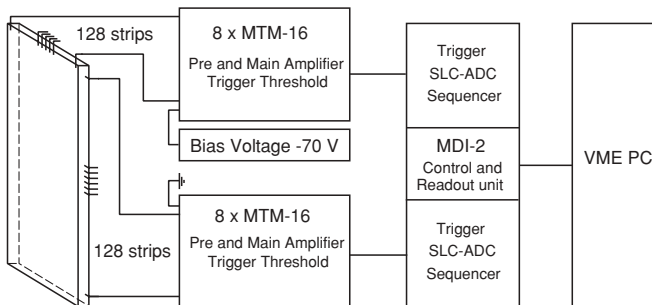 128 strips
8 x MTM-16
Pre and Main Amplifier
Trigger Threshold
Bias Voltage -70 V
8 x MTM-16
Pre and Main Amplifier
Trigger Threshold
128 strips
Trigger
SLC-ADC
Sequencer
MDI-2
Control and
Readout unit
Trigger
SLC-ADC
Sequencer
VME PC